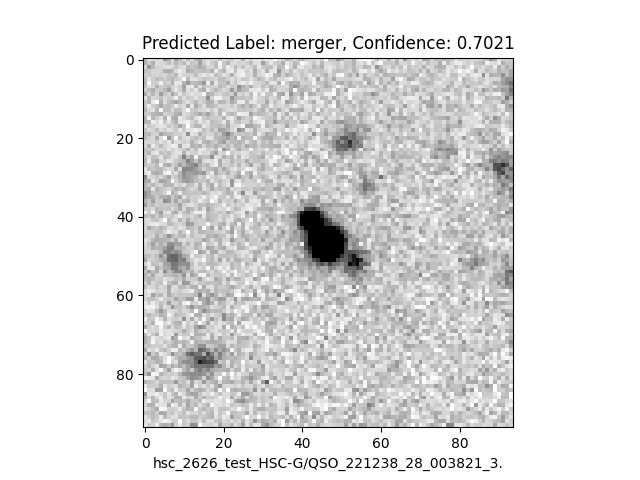 Predicted Label: merger, Confidence: 0.7021
0
20
40
60
80
0 20 40 60 80
hsc_2626_test_HSC-G/QSO_221238_28_003821_3.